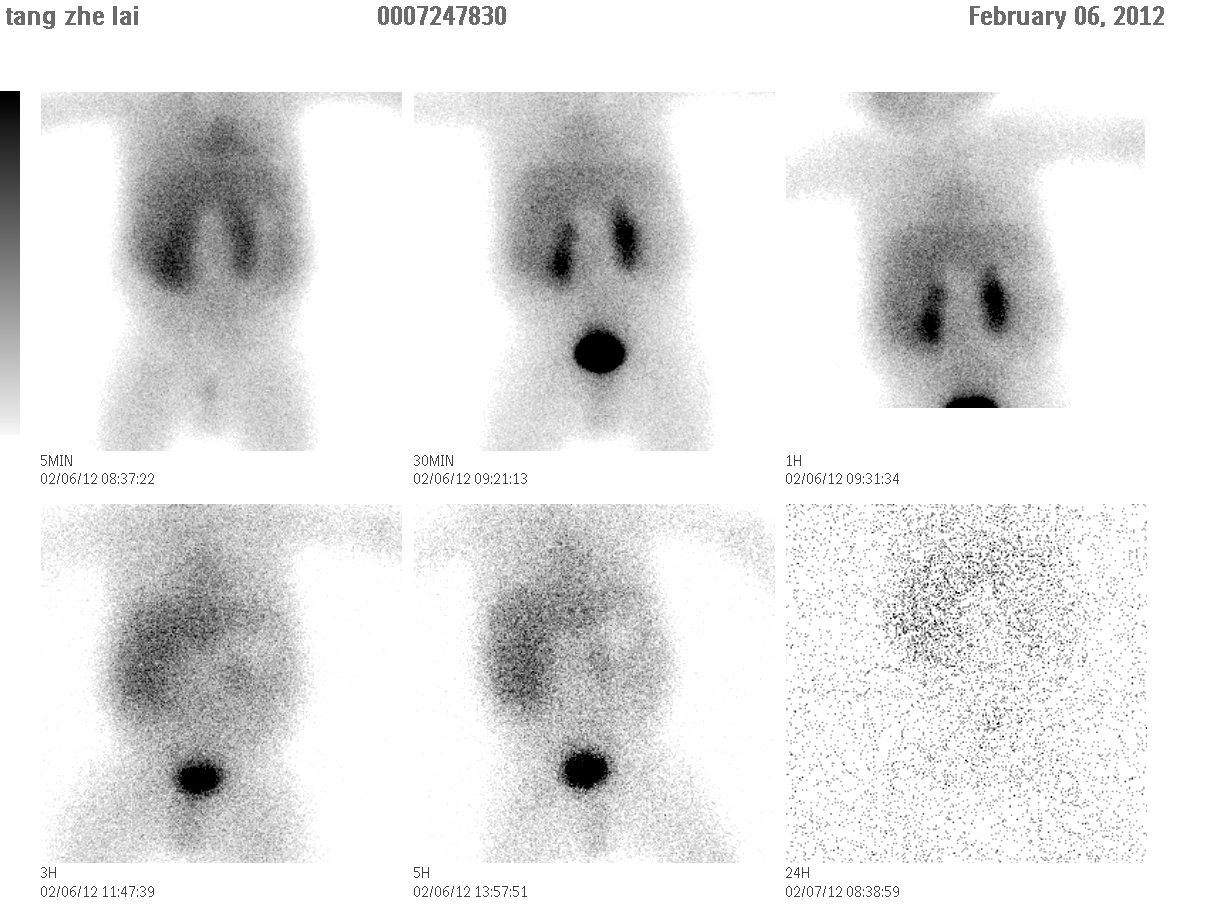 tang zhe lai 0007247830 February 06, 2012
5MIN
02/06/12 08:37:22
30MIN
02/06/12 09:21:13
1H
02/06/12 09:31:34
3H
02/06/12 11:47:39
5H
02/06/12 13:57:51
24H
02/07/12 08:38:59